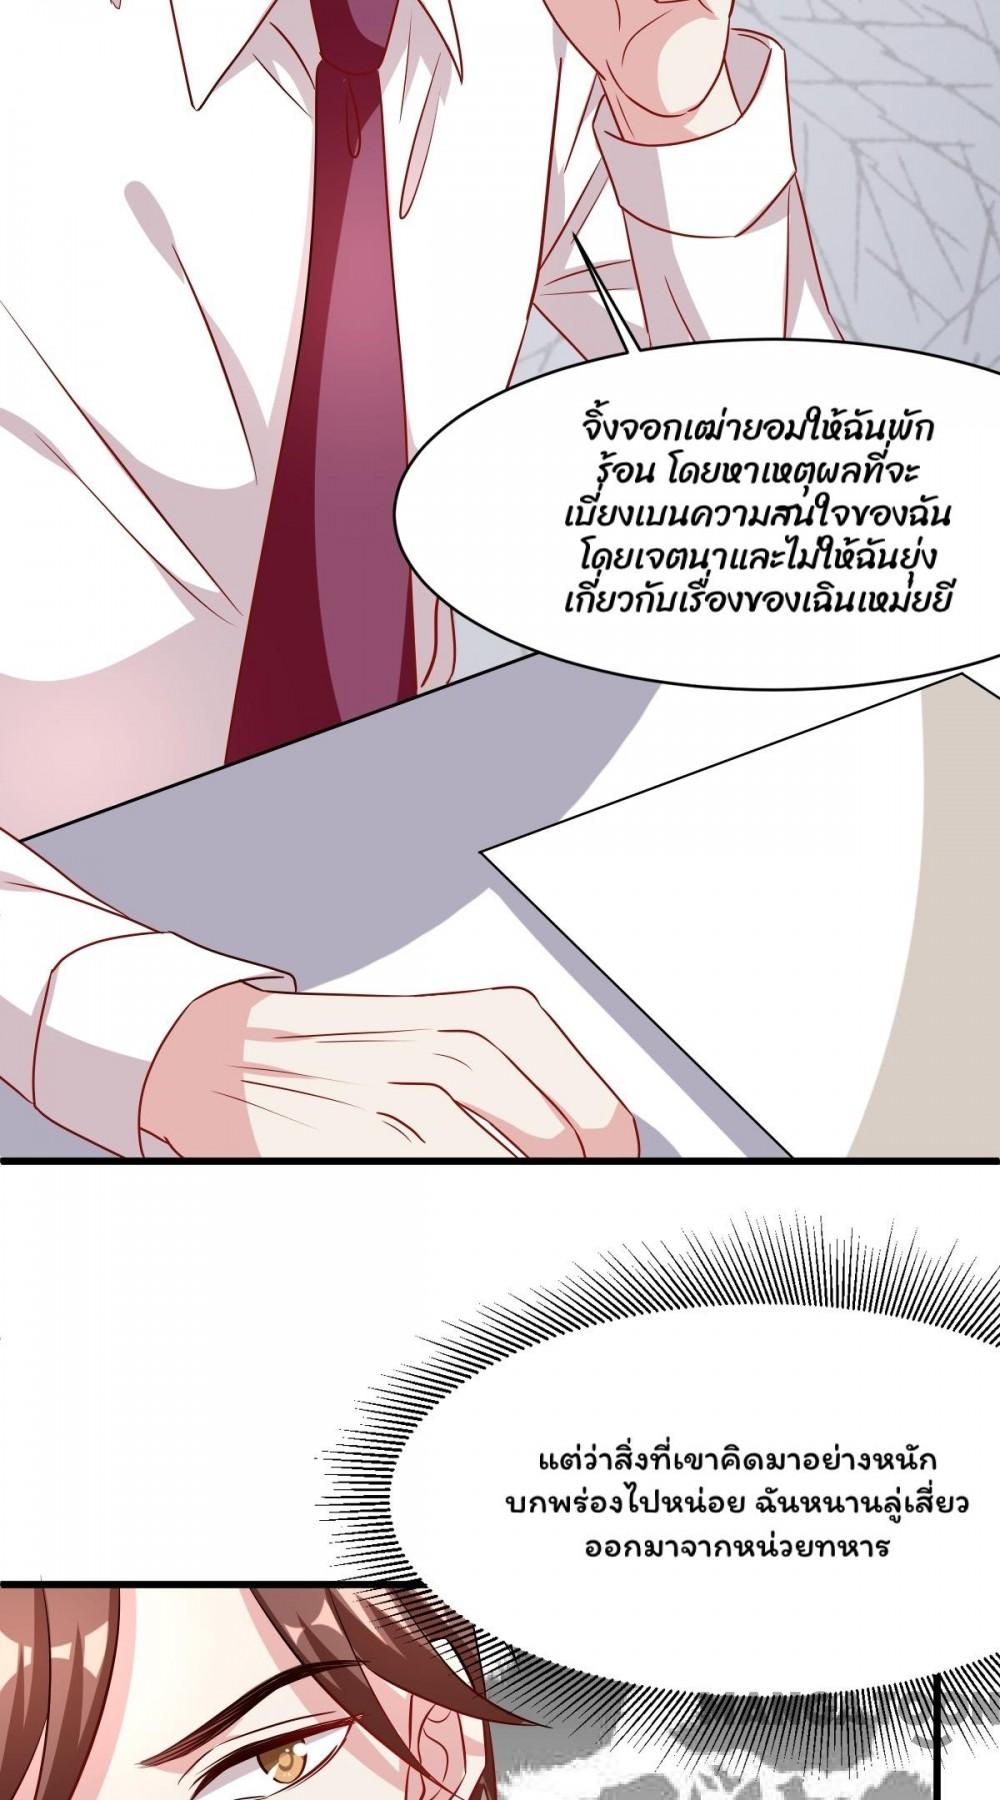 จิ้งจอกเฒ่ายอมให้ฉันพัก
ร้อน โดยหาเหตุผลที่จะ
เบี่ยงเบนความสนใจของฉัน
โดยเจตนาและไม่ให้ฉันยุ่ง
เกี่ยวกับเรื่องของเฉินเหม่ยยี
แต่ว่าสิ่งที่เขาคิดมาอย่างหนัก
บกพร่องไปหน่อย ฉันหนานลู่เสี่ยว
ออกมาจากหน่วยทหาร